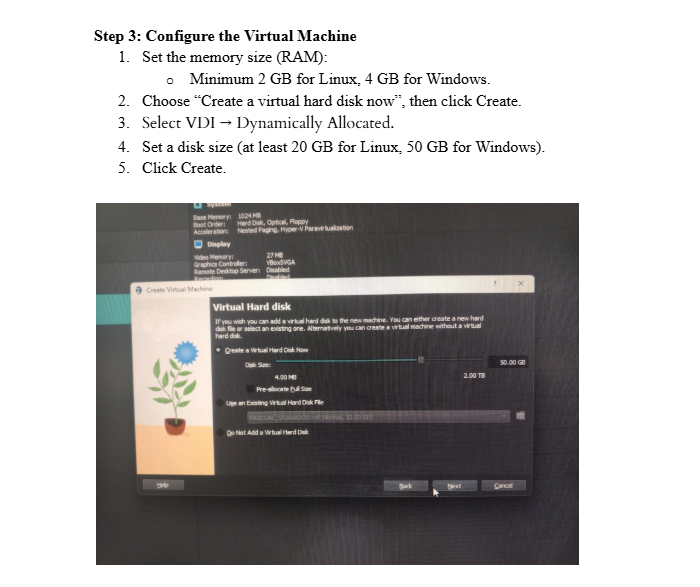 Step 3: Configure the Virtual Machine
1. Set the memory size (RAM):
o Minimum 2 GB for Linux, 4 GB for Windows.
2. Choose “Create a virtual hard disk now”, then click Create.
3. Select VDI → Dynamically Allocated.
4. Set a disk size (at least 20 GB for Linux, 50 GB for Windows).
5. Click Create.
System
Base Memory: 1024 MB
Boot Order: Hard Disk, Optical, Floppy
Acceleration: Nested Paging, Hyper-V Paravirtualization
Display
Video Memory: 27 MB
Graphics Controller: VBoxSVGA
Remote Desktop Server: Disabled
Recording: Disabled
Create Virtual Machine ? ×
Virtual Hard disk
If you wish you can add a virtual hard disk to the new machine. You can either create a new hard
disk file or select an existing one. Alternatively you can create a virtual machine without a virtual
hard disk.
Create a Virtual Hard Disk Now
Disk Size: 50.00 GB
4.00 MB 2.00 TB
Pre-allocate Full Size
Use an Existing Virtual Hard Disk File
Do Not Add a Virtual Hard Disk
Help Back Next Cancel